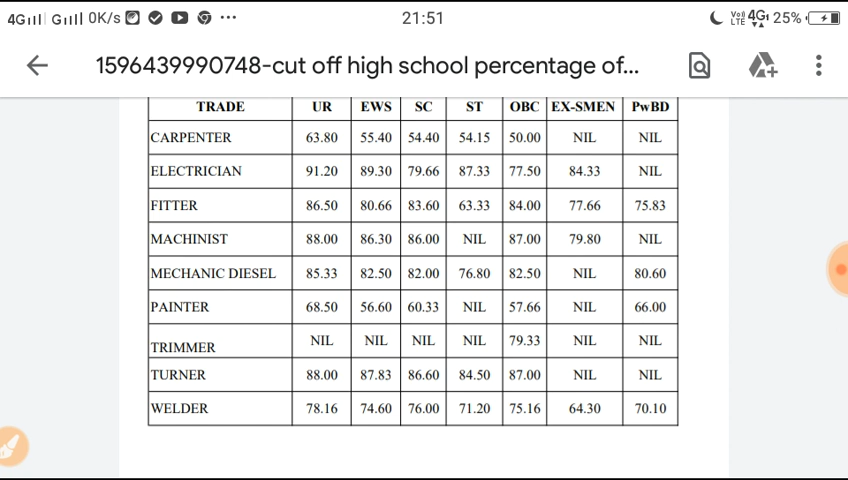 4G G 0K/s ... 21:51 VoLTE 4G 25%
1596439990748-cut off high school percentage of...
TRADE UR EWS SC ST OBC EX-SMEN PwBD
CARPENTER 63.80 55.40 54.40 54.15 50.00 NIL NIL
ELECTRICIAN 91.20 89.30 79.66 87.33 77.50 84.33 NIL
FITTER 86.50 80.66 83.60 63.33 84.00 77.66 75.83
MACHINIST 88.00 86.30 86.00 NIL 87.00 79.80 NIL
MECHANIC DIESEL 85.33 82.50 82.00 76.80 82.50 NIL 80.60
PAINTER 68.50 56.60 60.33 NIL 57.66 NIL 66.00
TRIMMER NIL NIL NIL NIL 79.33 NIL NIL
TURNER 88.00 87.83 86.60 84.50 87.00 NIL NIL
WELDER 78.16 74.60 76.00 71.20 75.16 64.30 70.10